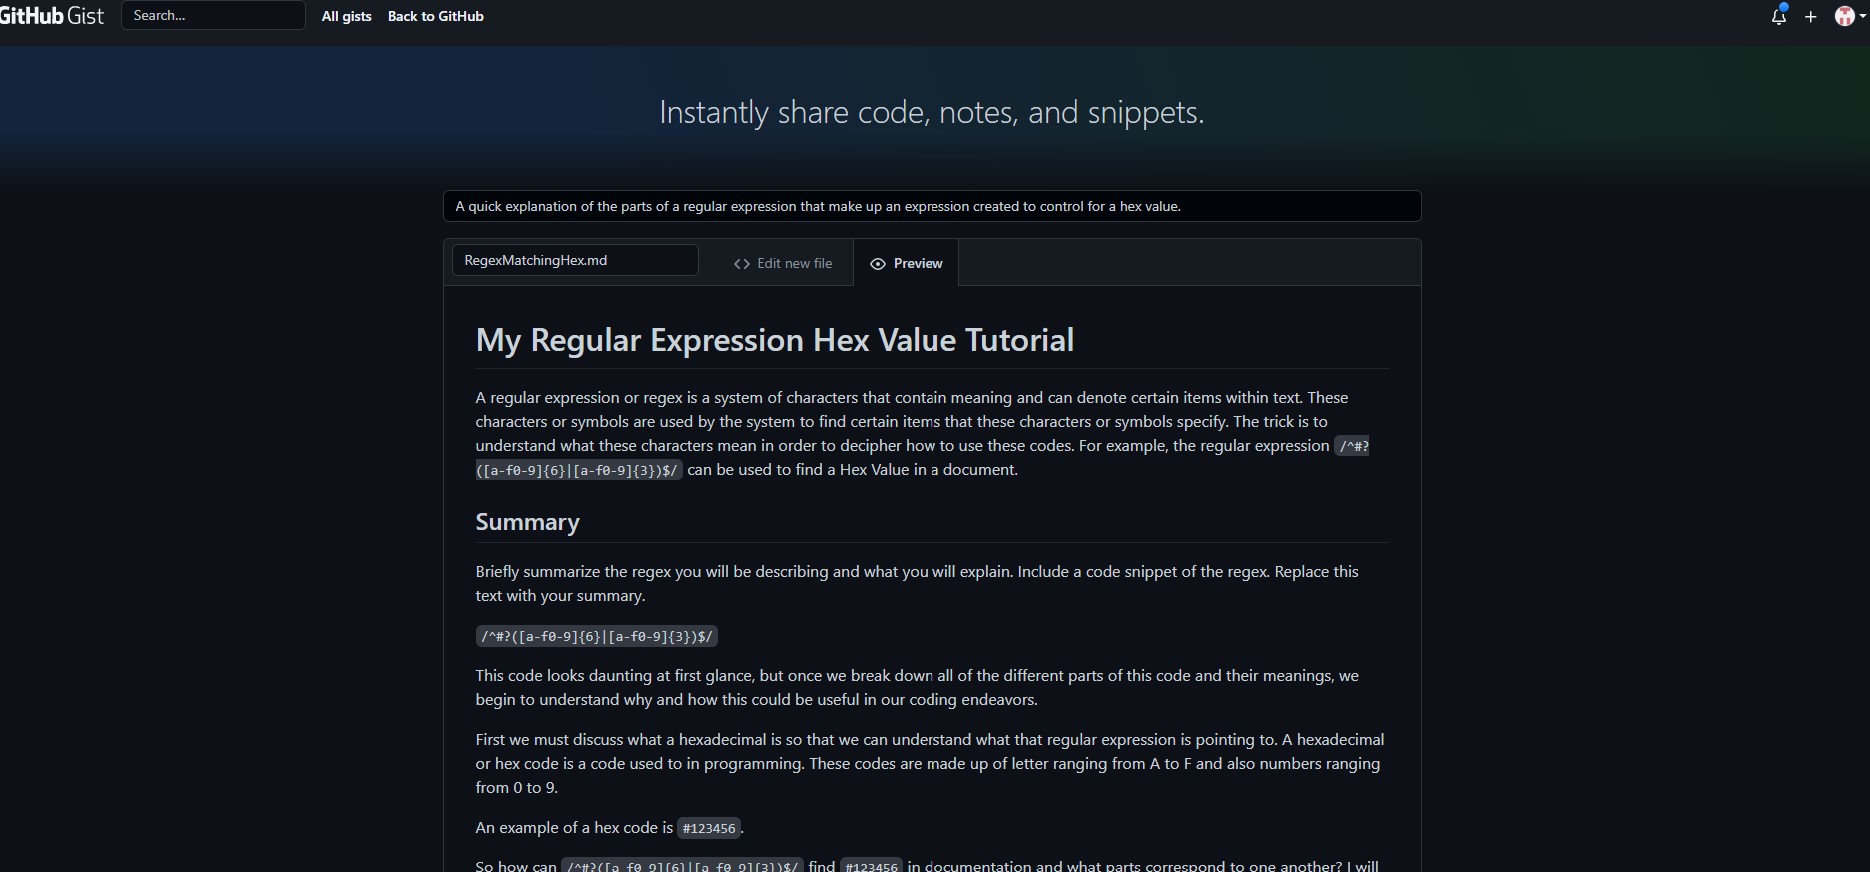 GitHub Gist Search... All gists Back to GitHub
Instantly share code, notes, and snippets.
A quick explanation of the parts of a regular expression that make up an expression created to control for a hex value.
RegexMatchingHex.md <> Edit new file Preview
My Regular Expression Hex Value Tutorial
A regular expression or regex is a system of characters that contain meaning and can denote certain items within text. These
characters or symbols are used by the system to find certain items that these characters or symbols specify. The trick is to
understand what these characters mean in order to decipher how to use these codes. For example, the regular expression /^#?
([a-f0-9]{6}|[a-f0-9]{3})$/ can be used to find a Hex Value in a document.
Summary
Briefly summarize the regex you will be describing and what you will explain. Include a code snippet of the regex. Replace this
text with your summary.
/^#?([a-f0-9]{6}|[a-f0-9]{3})$/
This code looks daunting at first glance, but once we break down all of the different parts of this code and their meanings, we
begin to understand why and how this could be useful in our coding endeavors.
First we must discuss what a hexadecimal is so that we can understand what that regular expression is pointing to. A hexadecimal
or hex code is a code used to in programming. These codes are made up of letter ranging from A to F and also numbers ranging
from 0 to 9.
An example of a hex code is #123456.
So how can /^#?([a-f0-9]{6}|[a-f0-9]{3})$/ find #123456 in documentation and what parts correspond to one another? I will